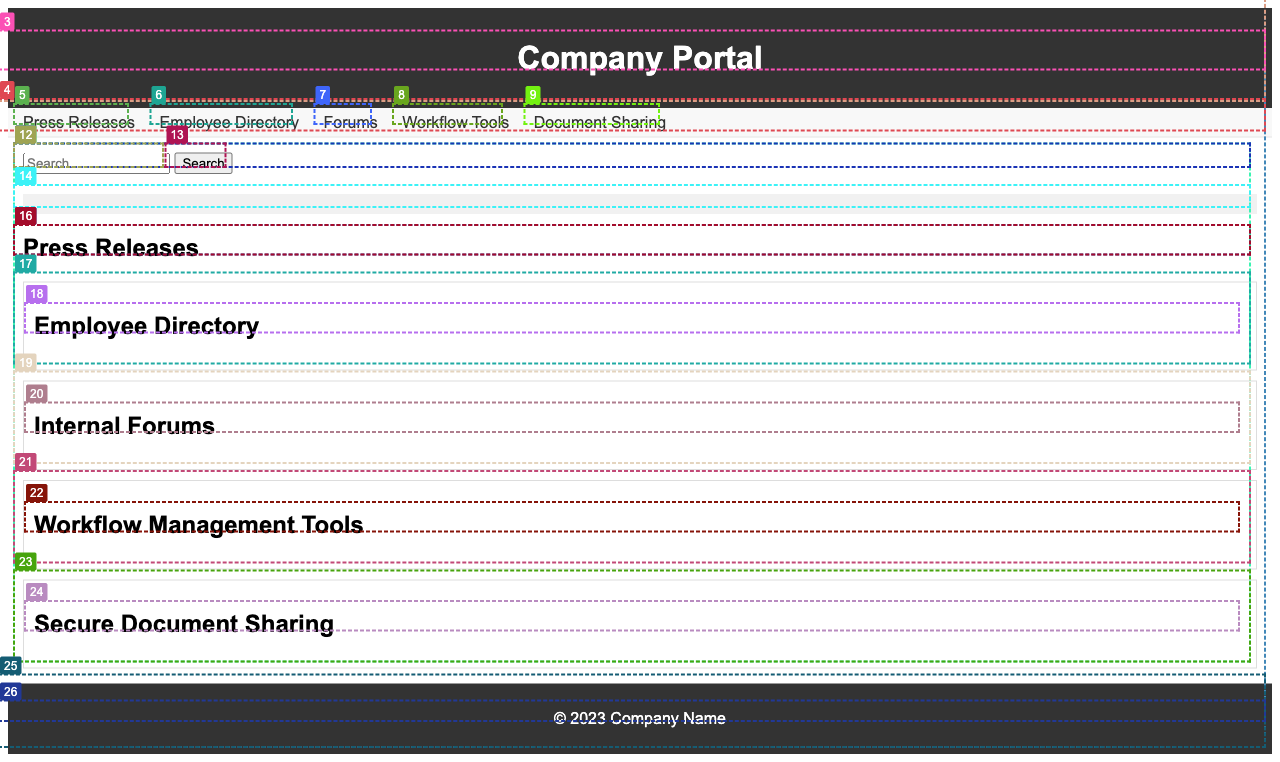 3
Company Portal
4
5 6 7 8 9
Press Releases Employee Directory Forums Workflow Tools Document Sharing
12 13
Search... Search
14
16
Press Releases
17
18
Employee Directory
19
20
Internal Forums
21
22
Workflow Management Tools
23
24
Secure Document Sharing
25
26
© 2023 Company Name